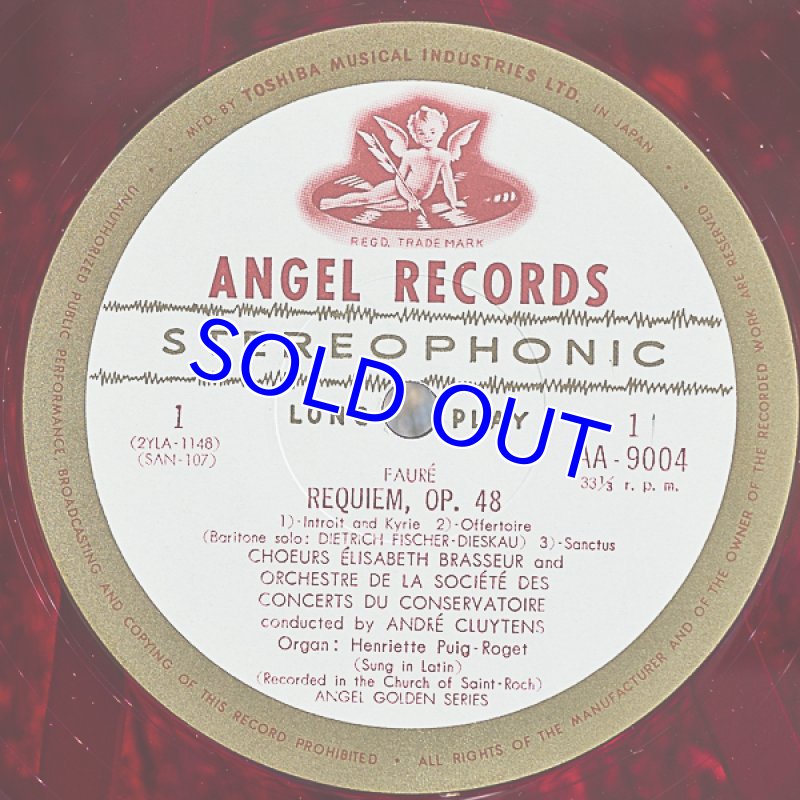 MFD. BY TOSHIBA MUSICAL INDUSTRIES LTD. IN JAPAN
REGD. TRADE MARK
ANGEL RECORDS
STEREOPHONIC
SOLD OUT
LONG PLAY
1
(2YLA-1148)
(SAN-107)
1
AA-9004
33⅓ r. p. m.
FAURÉ
REQUIEM, OP. 48
1)-Introit and Kyrie 2)-Offertoire
(Baritone solo: DIETRICH FISCHER-DIESKAU) 3)-Sanctus
CHOEURS ÉLISABETH BRASSEUR and
ORCHESTRE DE LA SOCIÉTÉ DES
CONCERTS DU CONSERVATOIRE
conducted by ANDRÉ CLUYTENS
Organ: Henriette Puig-Roget
(Sung in Latin)
(Recorded in the Church of Saint-Roch)
ANGEL GOLDEN SERIES
UNAUTHORIZED PUBLIC PERFORMANCE, BROADCASTING AND COPYING OF THIS RECORD PROHIBITED • ALL RIGHTS OF THE MANUFACTURER AND OF THE OWNER OF THE RECORDED WORK ARE RESERVED